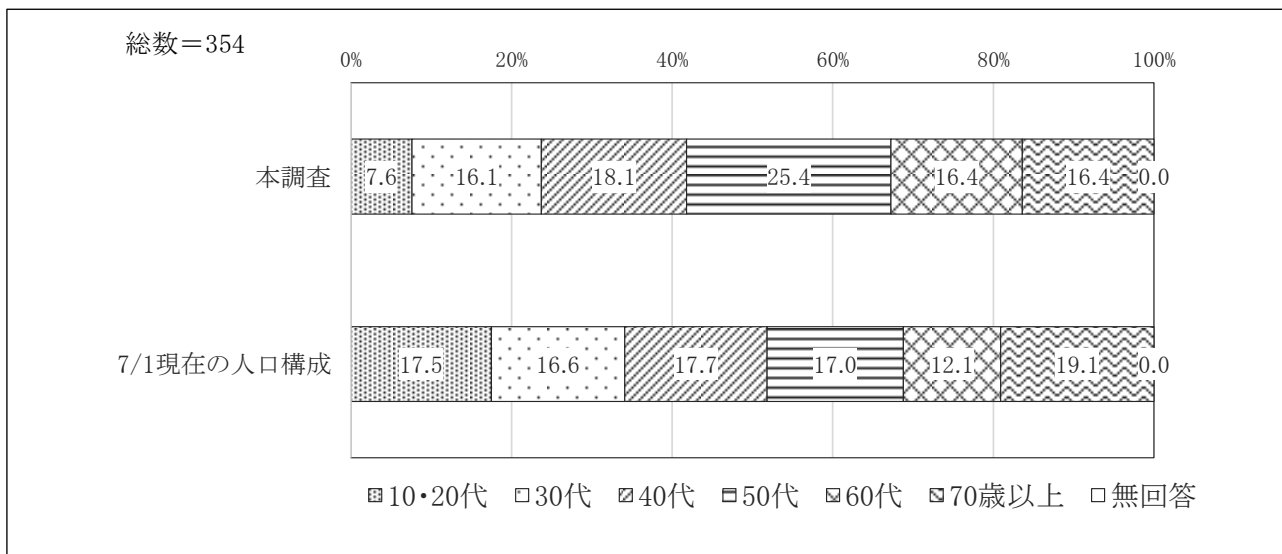 総数＝354
0% 20% 40% 60% 80% 100%
本調査 7.6 16.1 18.1 25.4 16.4 16.4 0.0
7/1現在の人口構成 17.5 16.6 17.7 17.0 12.1 19.1 0.0
10・20代 30代 40代 50代 60代 70歳以上 無回答